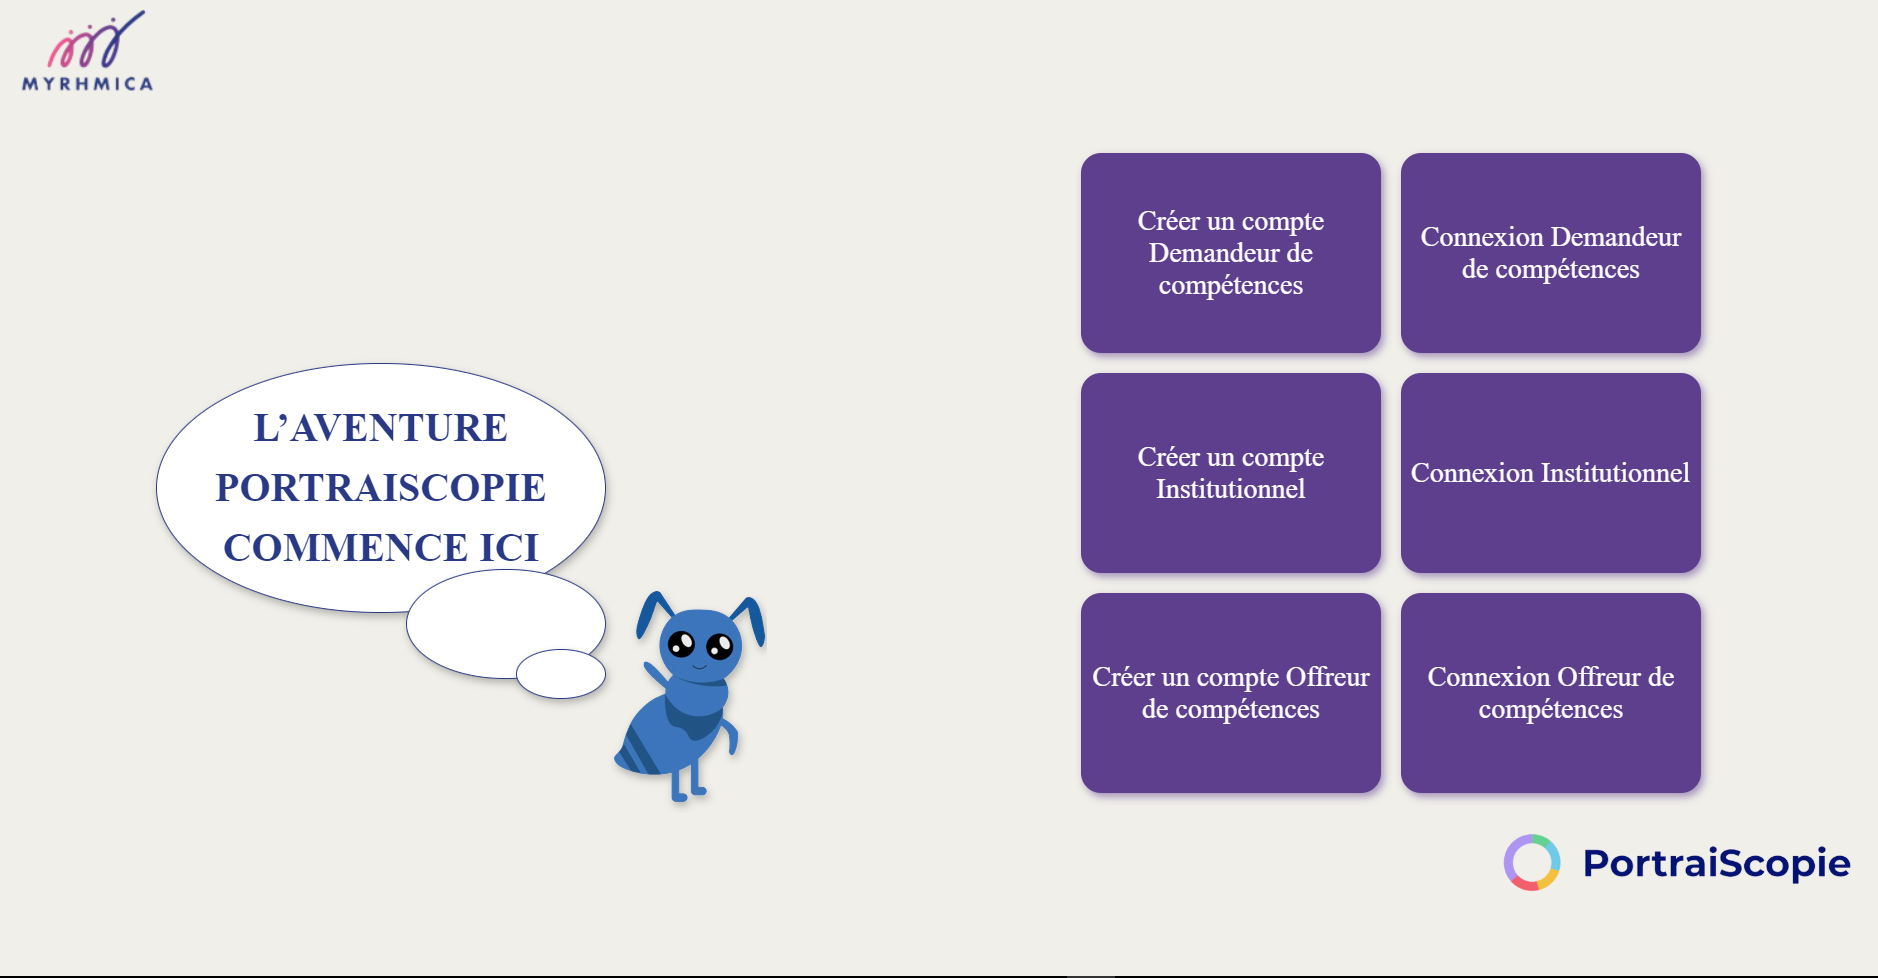 MYRHMICA
L’AVENTURE
PORTRAISCOPIE
COMMENCE ICI
Créer un compte
Demandeur de
compétences
Connexion Demandeur
de compétences
Créer un compte
Institutionnel
Connexion Institutionnel
Créer un compte Offreur
de compétences
Connexion Offreur de
compétences
PortraiScopie